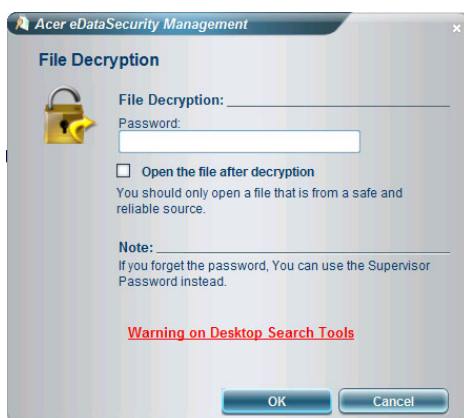 Acer eDataSecurity Management
File Decryption
File Decryption:
Password:
Open the file after decryption
You should only open a file that is from a safe and
reliable source.
Note:
If you forget the password, You can use the Supervisor
Password instead.
Warning on Desktop Search Tools
OK Cancel